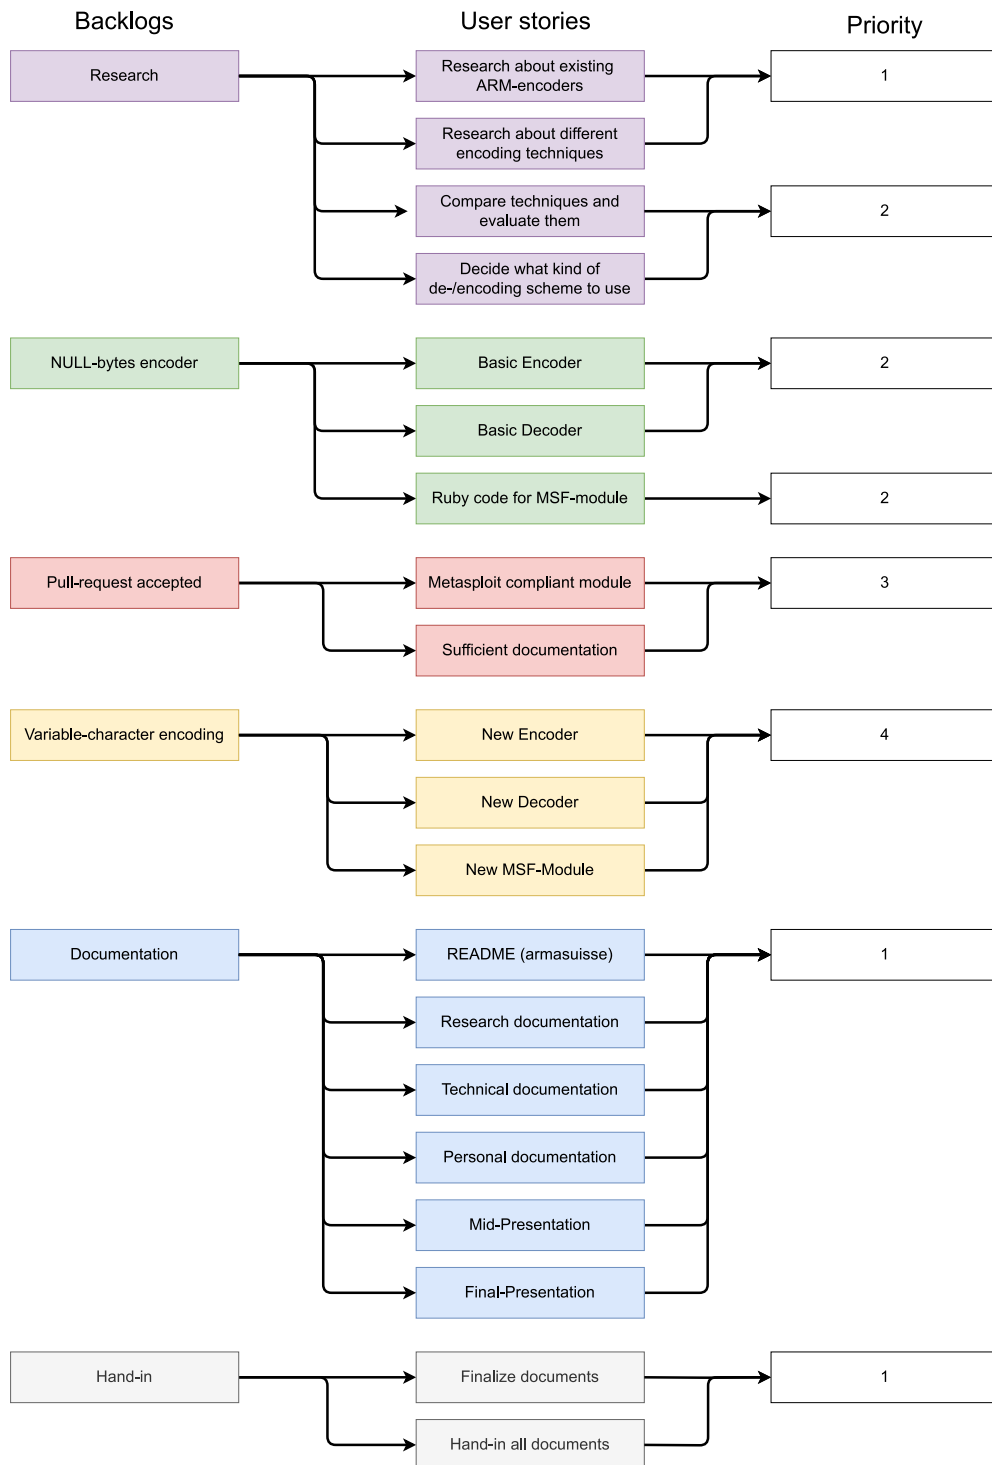 Backlogs
User stories
Priority
Research
Research about existing
ARM-encoders
1
Research about different
encoding techniques
Compare techniques and
evaluate them
2
Decide what kind of
de-/encoding scheme to use
NULL-bytes encoder
Basic Encoder
2
Basic Decoder
Ruby code for MSF-module
2
Pull-request accepted
Metasploit compliant module
3
Sufficient documentation
Variable-character encoding
New Encoder
4
New Decoder
New MSF-Module
Documentation
README (armasuisse)
1
Research documentation
Technical documentation
Personal documentation
Mid-Presentation
Final-Presentation
Hand-in
Finalize documents
1
Hand-in all documents